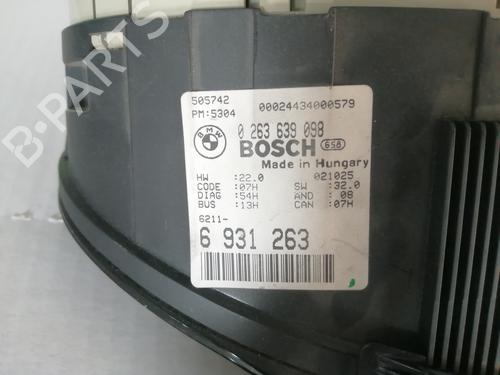 505742
PM:5304 00024434000579
BMW 0 263 639 098
BOSCH 658
Made in Hungary
HW :22.0 021025
CODE :07H SW :32.0
DIAG :54H AND : 08
BUS :13H CAN :07H
6211-
6 931 263
B-PARTS